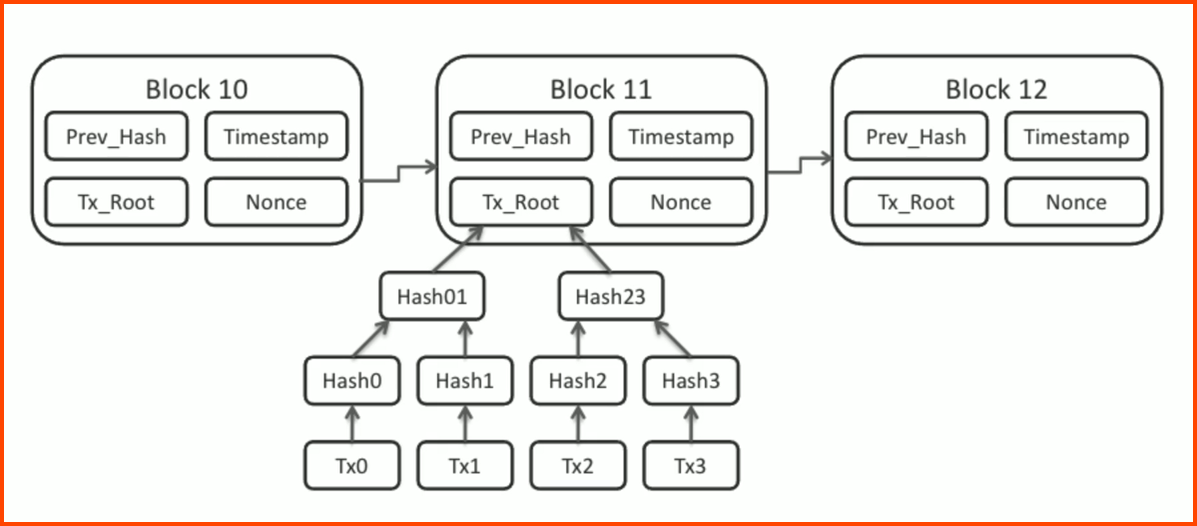 Block 10
Prev_Hash Timestamp
Tx_Root Nonce
Block 11
Prev_Hash Timestamp
Tx_Root Nonce
Block 12
Prev_Hash Timestamp
Tx_Root Nonce
Hash01 Hash23
Hash0 Hash1 Hash2 Hash3
Tx0 Tx1 Tx2 Tx3